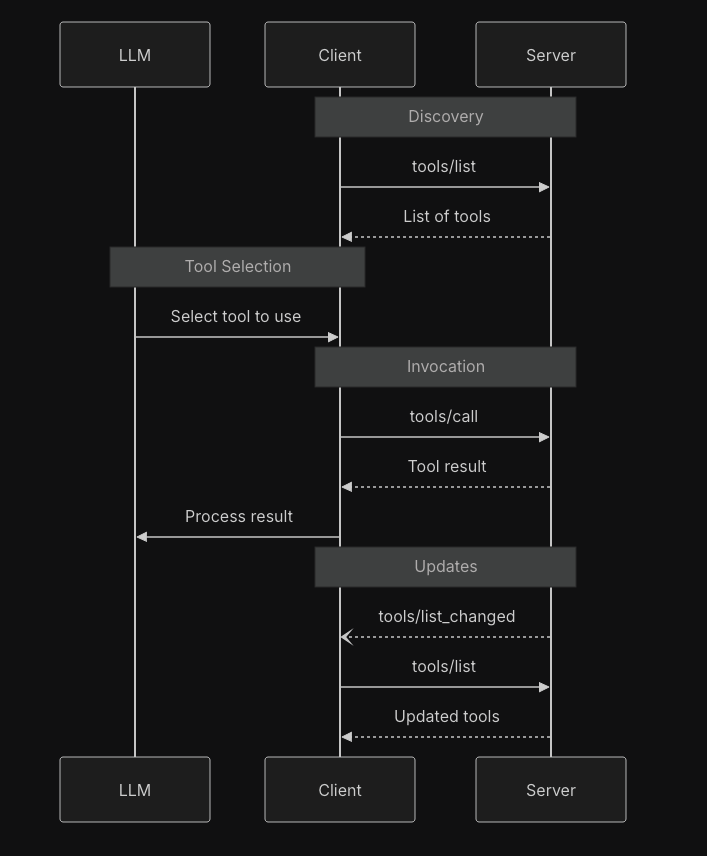 LLM
Client
Server
Discovery
tools/list
List of tools
Tool Selection
Select tool to use
Invocation
tools/call
Tool result
Process result
Updates
tools/list_changed
tools/list
Updated tools
LLM
Client
Server